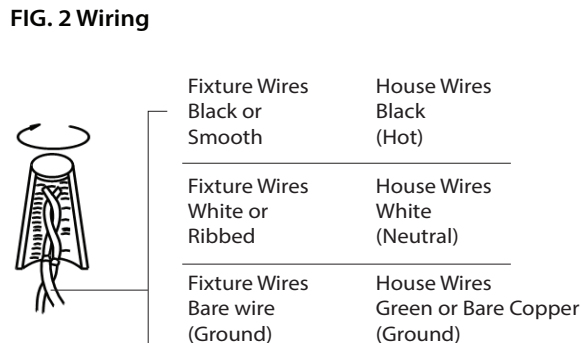 FIG. 2 Wiring
Fixture Wires House Wires
Black or Black
Smooth (Hot)
Fixture Wires House Wires
White or White
Ribbed (Neutral)
Fixture Wires House Wires
Bare wire Green or Bare Copper
(Ground) (Ground)